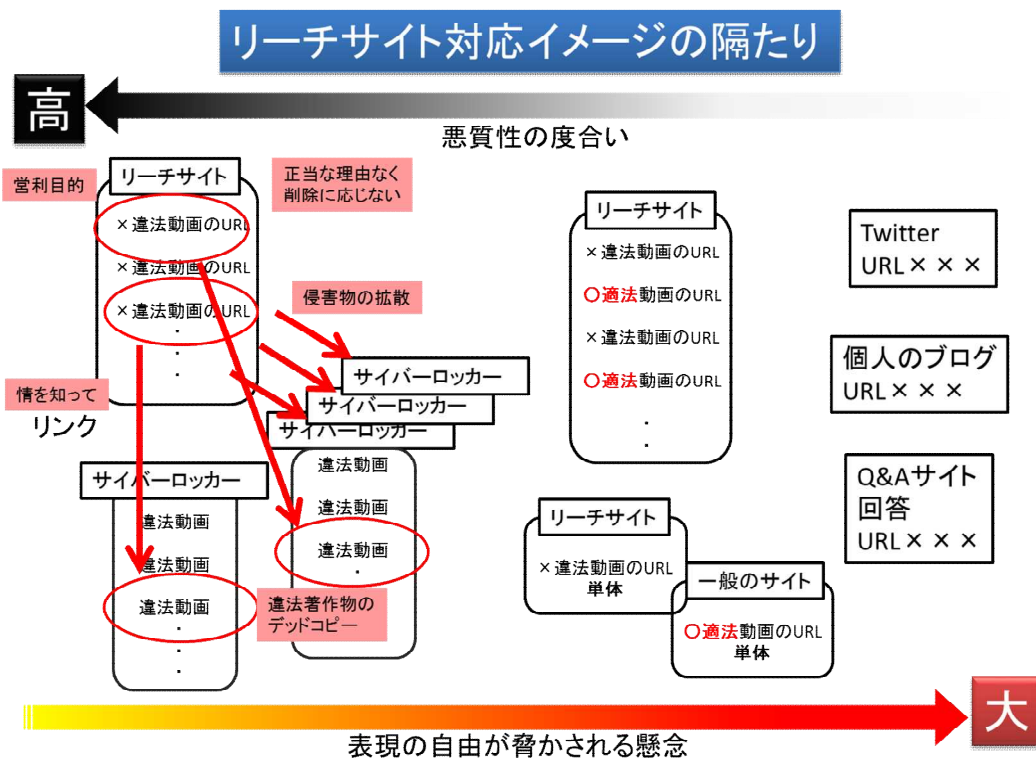 リーチサイト対応イメージの隔たり
高
悪質性の度合い
営利目的
リーチサイト
正当な理由なく
削除に応じない
×違法動画のURL
×違法動画のURL
×違法動画のURL
・
・
・
侵害物の拡散
情を知って
リンク
サイバーロッカー
サイバーロッカー
サイバーロッカー
違法動画
違法動画
違法動画
・
サイバーロッカー
違法動画
違法動画
違法動画
・
・
・
違法著作物の
デッドコピー
リーチサイト
×違法動画のURL
〇適法動画のURL
×違法動画のURL
〇適法動画のURL
・
・
リーチサイト
×違法動画のURL
単体
一般のサイト
〇適法動画のURL
単体
Twitter
URL×××
個人のブログ
URL×××
Q&Aサイト
回答
URL×××
大
表現の自由が脅かされる懸念